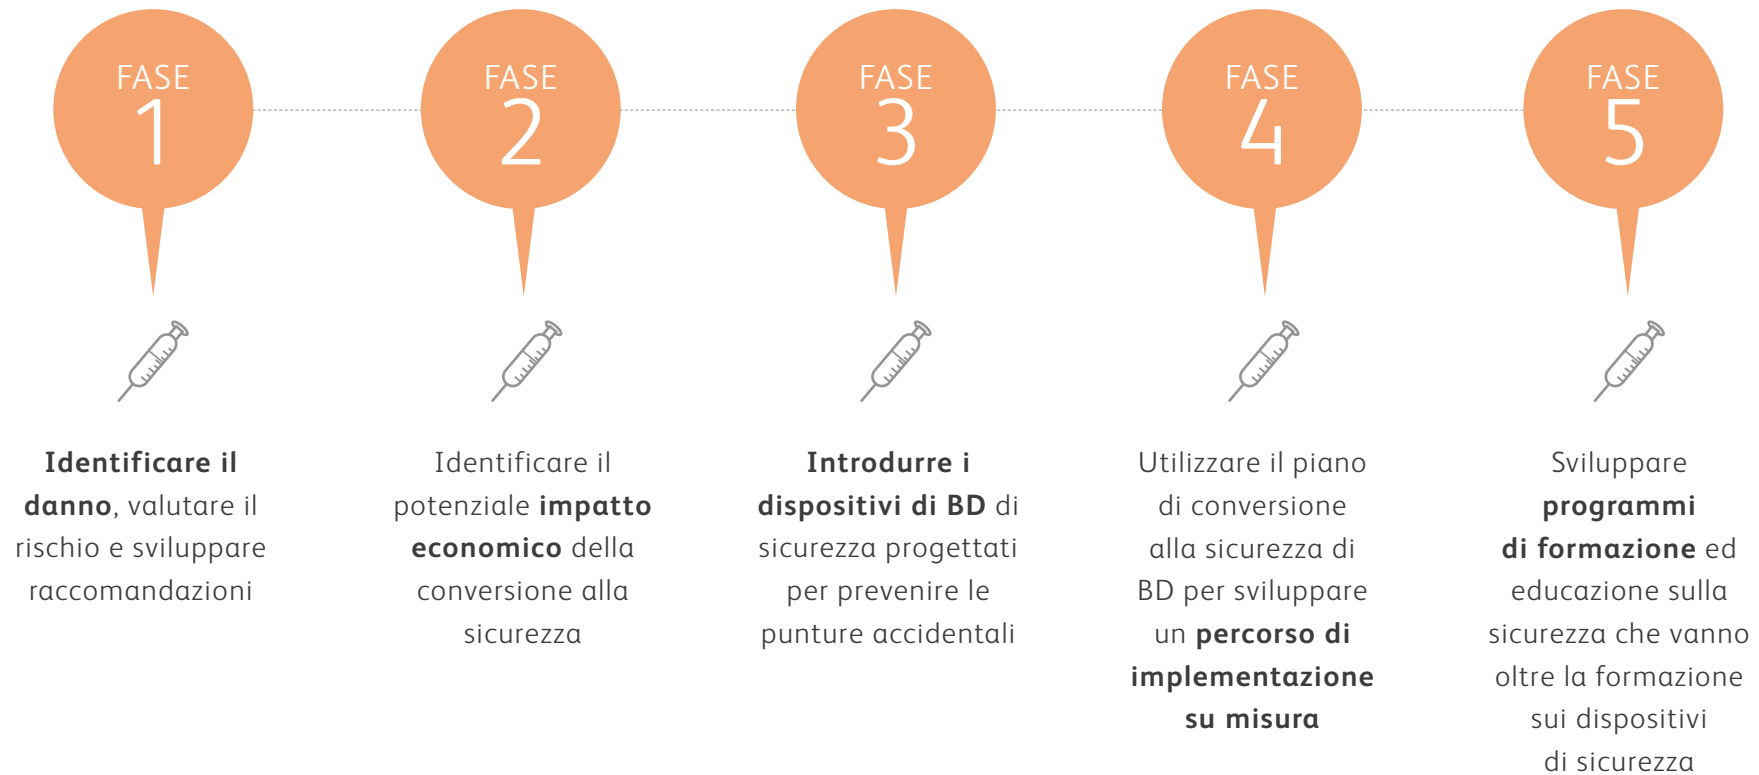 FASE
1
FASE
2
FASE
3
FASE
4
FASE
5
Identificare il
danno, valutare il
rischio e sviluppare
raccomandazioni
Identificare il
potenziale impatto
economico della
conversione alla
sicurezza
Introdurre i
dispositivi di BD di
sicurezza progettati
per prevenire le
punture accidentali
Utilizzare il piano
di conversione
alla sicurezza di
BD per sviluppare
un percorso di
implementazione
su misura
Sviluppare
programmi
di formazione ed
educazione sulla
sicurezza che vanno
oltre la formazione
sui dispositivi
di sicurezza